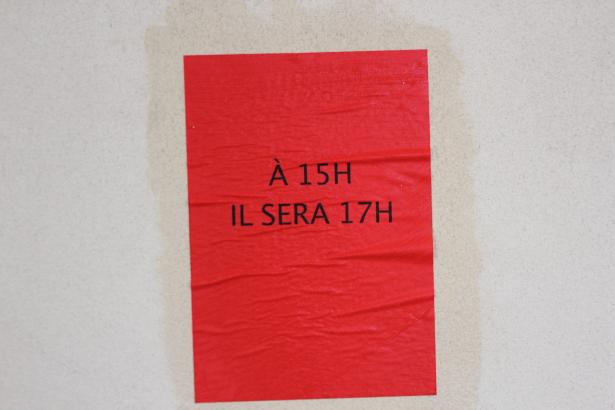 À 15H
IL SERA 17H